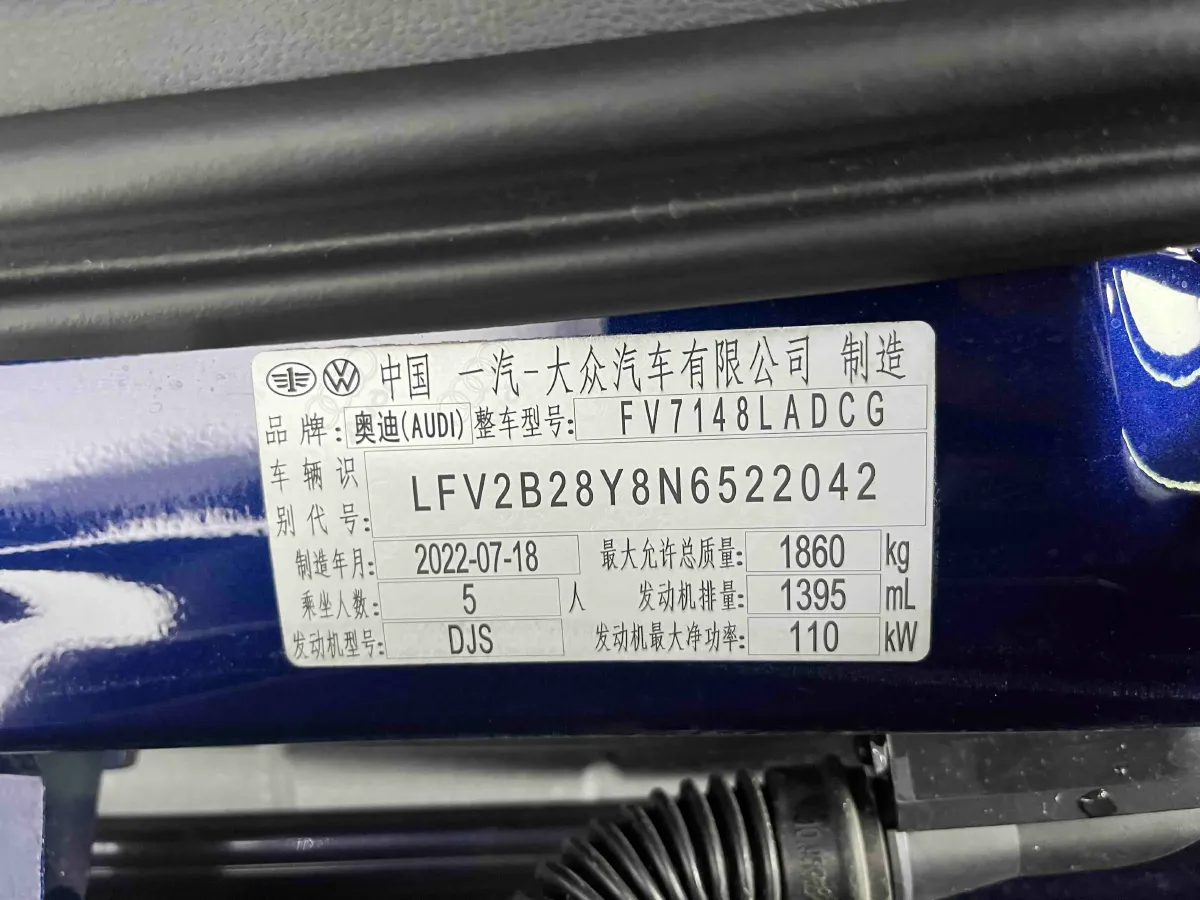 中国 一汽-大众汽车有限公司 制造
品牌: 奥迪(AUDI) 整车型号: FV7148LADCG
车辆识别代号: LFV2B28Y8N6522042
制造年月: 2022-07-18 最大允许总质量: 1860 kg
乘坐人数: 5 人 发动机排量: 1395 mL
发动机型号: DJS 发动机最大净功率: 110 kW